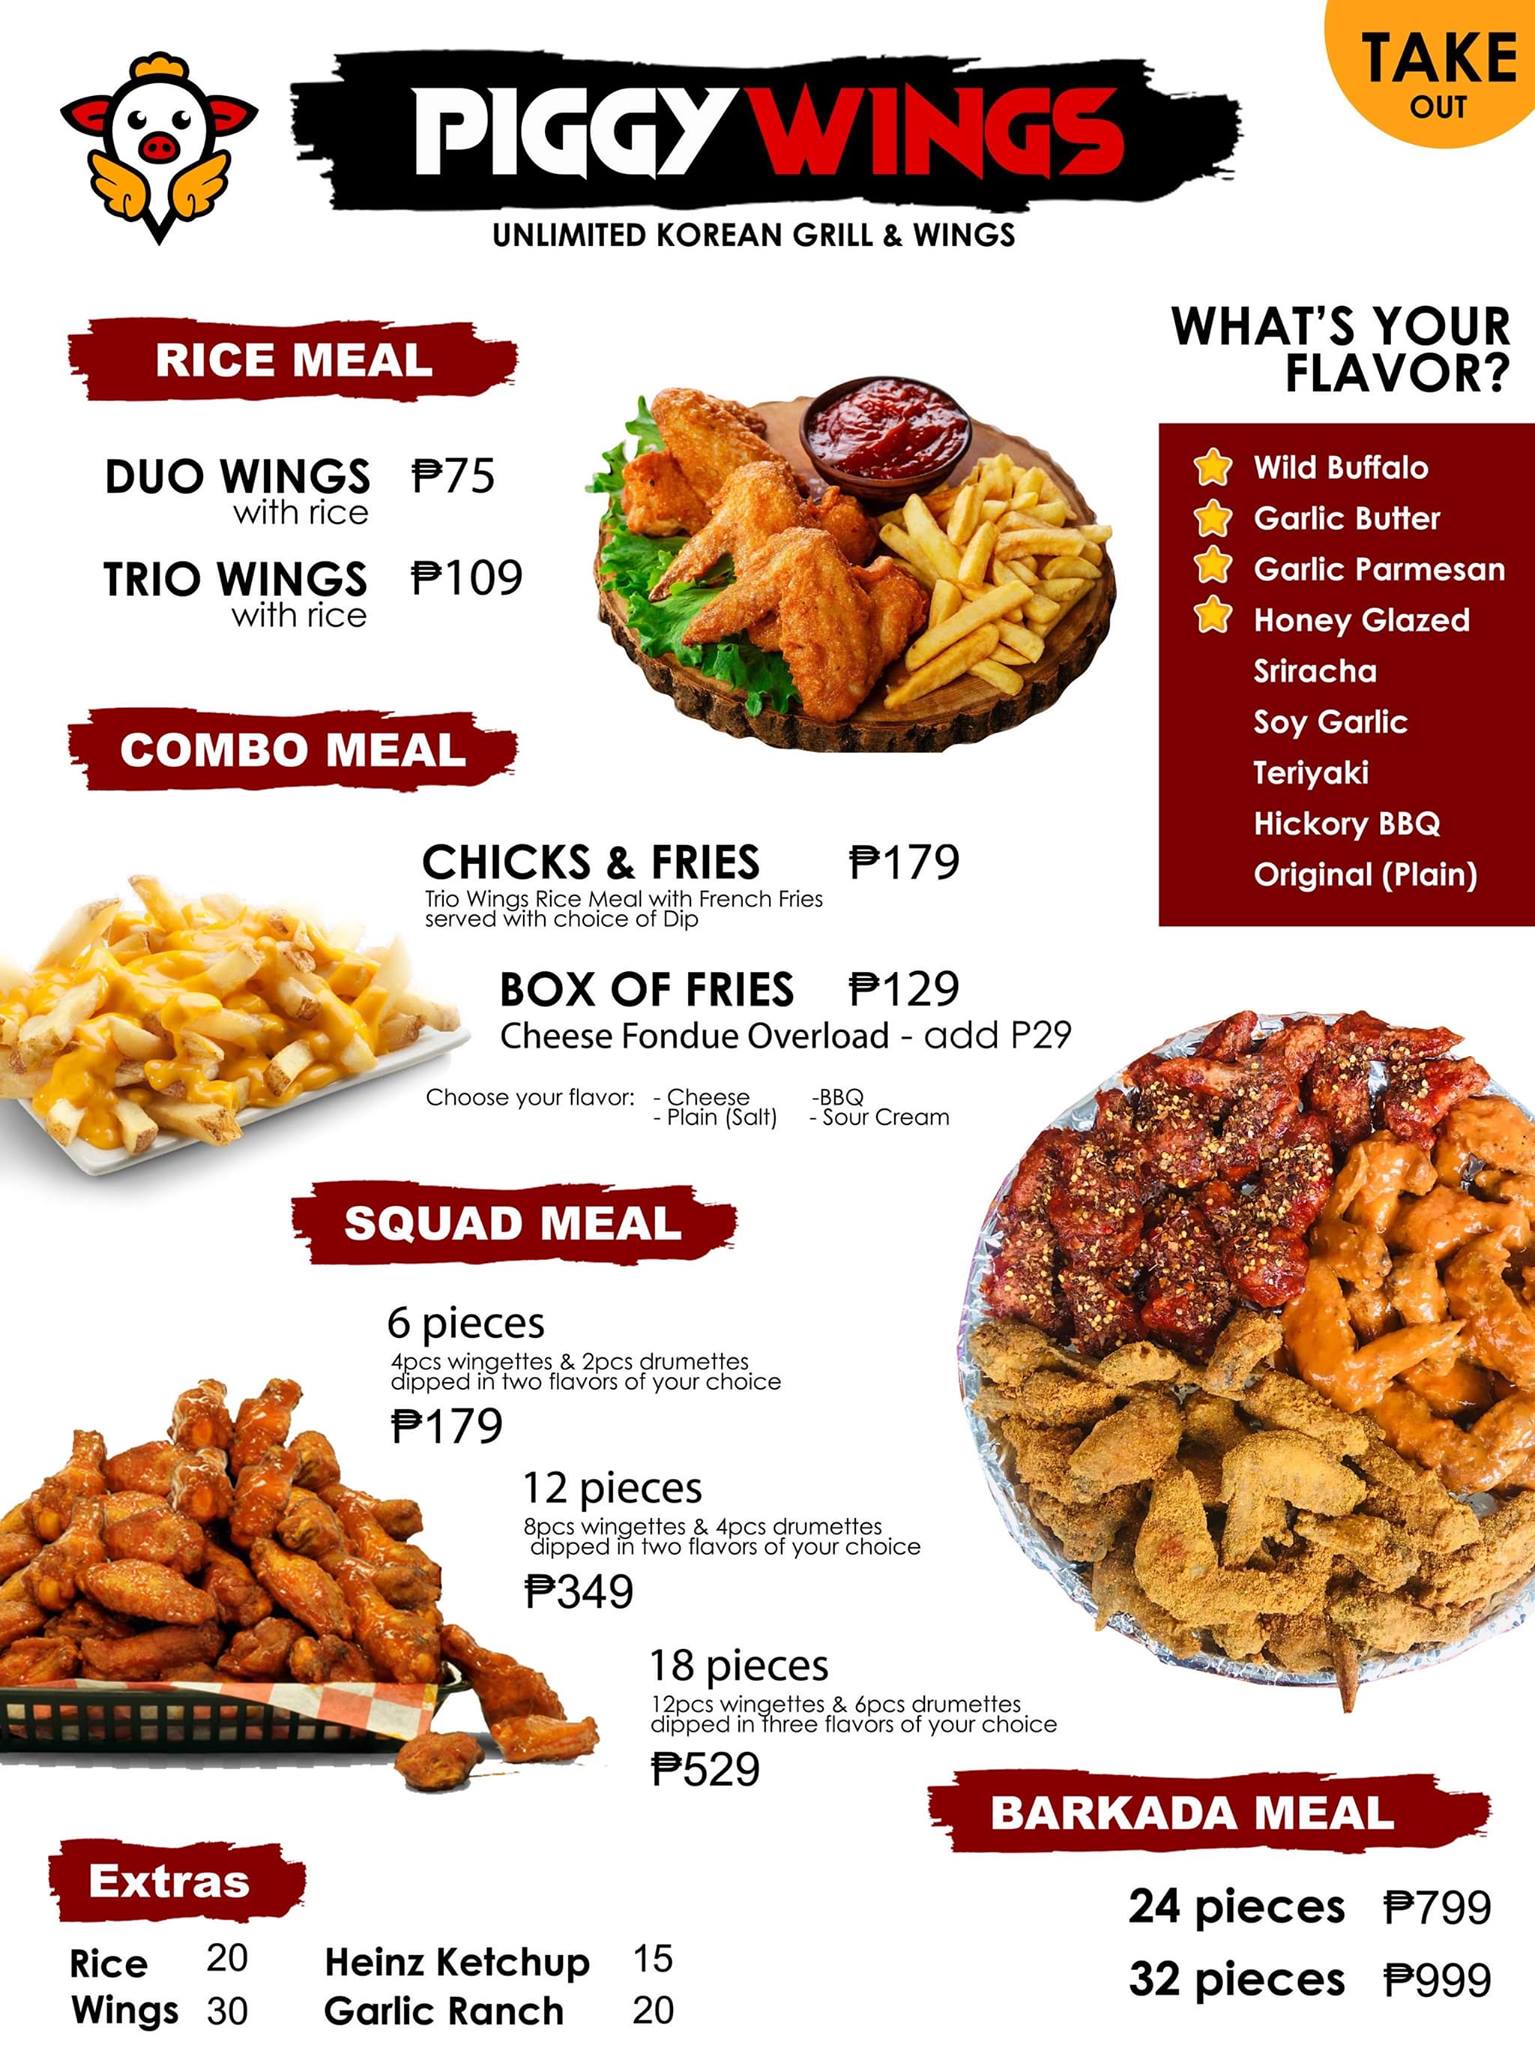 TAKE
OUT
PIGGYWINGS
UNLIMITED KOREAN GRILL & WINGS
RICE MEAL
DUO WINGS ₱75
with rice
TRIO WINGS ₱109
with rice
WHAT'S YOUR
FLAVOR?
Wild Buffalo
Garlic Butter
Garlic Parmesan
Honey Glazed
Sriracha
Soy Garlic
Teriyaki
Hickory BBQ
Original (Plain)
COMBO MEAL
CHICKS & FRIES ₱179
Trio Wings Rice Meal with French Fries
served with choice of Dip
BOX OF FRIES ₱129
Cheese Fondue Overload - add P29
Choose your flavor: - Cheese -BBQ
- Plain (Salt) - Sour Cream
SQUAD MEAL
6 pieces
4pcs wingettes & 2pcs drumettes
dipped in two flavors of your choice
₱179
12 pieces
8pcs wingettes & 4pcs drumettes
dipped in two flavors of your choice
₱349
18 pieces
12pcs wingettes & 6pcs drumettes
dipped in three flavors of your choice
₱529
BARKADA MEAL
24 pieces ₱799
32 pieces ₱999
Extras
Rice 20 Heinz Ketchup 15
Wings 30 Garlic Ranch 20